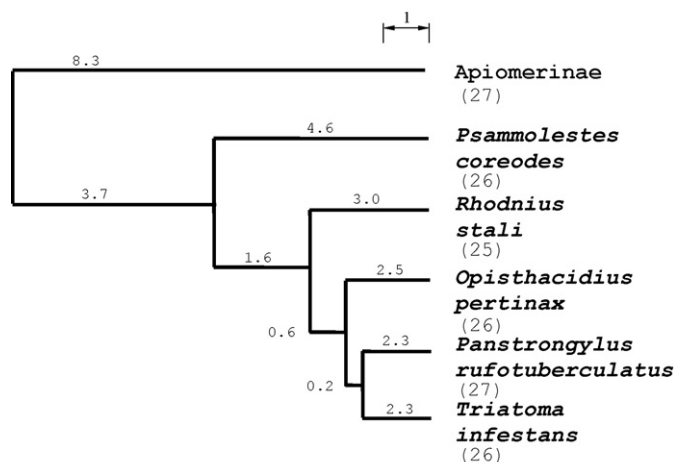 1
8.3
Apiomerinae
(27)
4.6
Psammolestes
coreodes
(26)
3.7
3.0
Rhodnius
stali
(25)
1.6
2.5
Opisthacidius
pertinax
(26)
0.6
2.3
Panstrongylus
rufotuberculatus
(27)
0.2
2.3
Triatoma
infestans
(26)